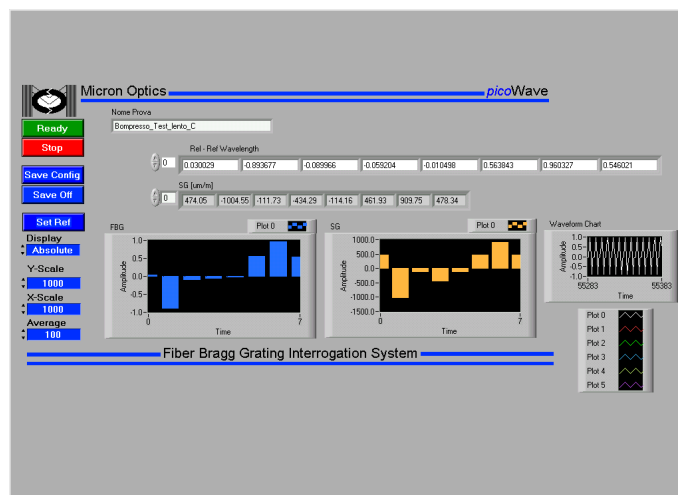 Micron Optics picoWave
Nome Prova
Bompresso_Test_lento_C
Ready
Stop
Rel - Ref Wavelength
0 0.030029 -0.893677 -0.089966 -0.059204 -0.010498 0.563843 0.960327 0.546021
Save Config
Save Off
SG (um/m)
0 474.05 -1004.55 -111.73 -434.29 -114.16 461.93 909.75 478.34
Set Ref
Display
Absolute
Y-Scale
1000
X-Scale
1000
Average
100
FBG Plot 0
1.0
0.5
0.0
-0.5
-1.0
Amplitude
0 7
Time
SG Plot 0
1000.0
500.0
0.0
-500.0
-1000.0
-1500.0
Amplitude
0 7
Time
Waveform Chart
1.0
0.5
0.0
-0.5
-1.0
Amplitude
55283 55383
Time
Plot 0
Plot 1
Plot 2
Plot 3
Plot 4
Plot 5
Fiber Bragg Grating Interrogation System